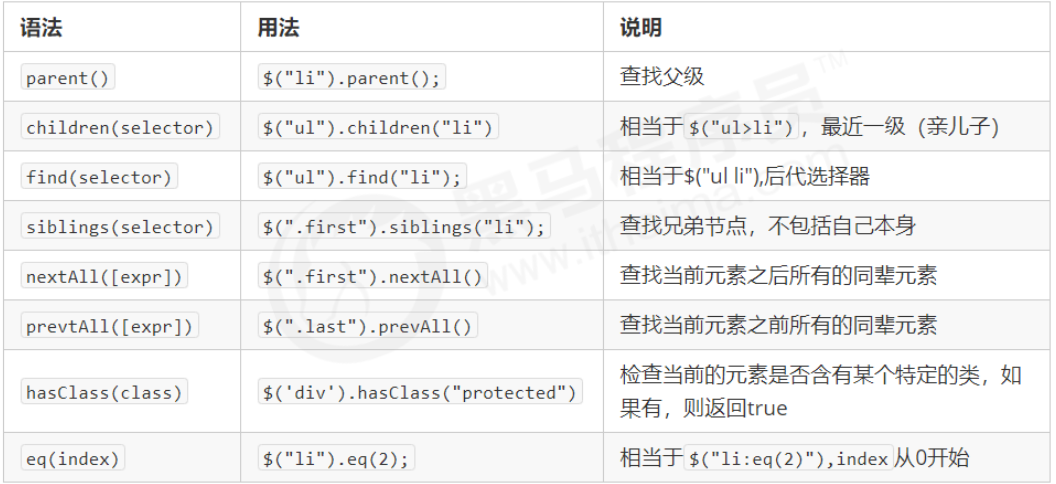 语法 用法 说明
parent() $("li").parent(); 查找父级
children(selector) $("ul").children("li") 相当于$("ul>li")，最近一级（亲儿子）
find(selector) $("ul").find("li"); 相当于$("ul li"),后代选择器
siblings(selector) $(".first").siblings("li"); 查找兄弟节点，不包括自己本身
nextAll([expr]) $(".first").nextAll() 查找当前元素之后所有的同辈元素
prevtAll([expr]) $(".last").prevAll() 查找当前元素之前所有的同辈元素
hasClass(class) $('div').hasClass("protected") 检查当前的元素是否含有某个特定的类，如
果有，则返回true
eq(index) $("li").eq(2); 相当于$("li:eq(2)"),index从0开始
黑马程序员™
www.itheima.com